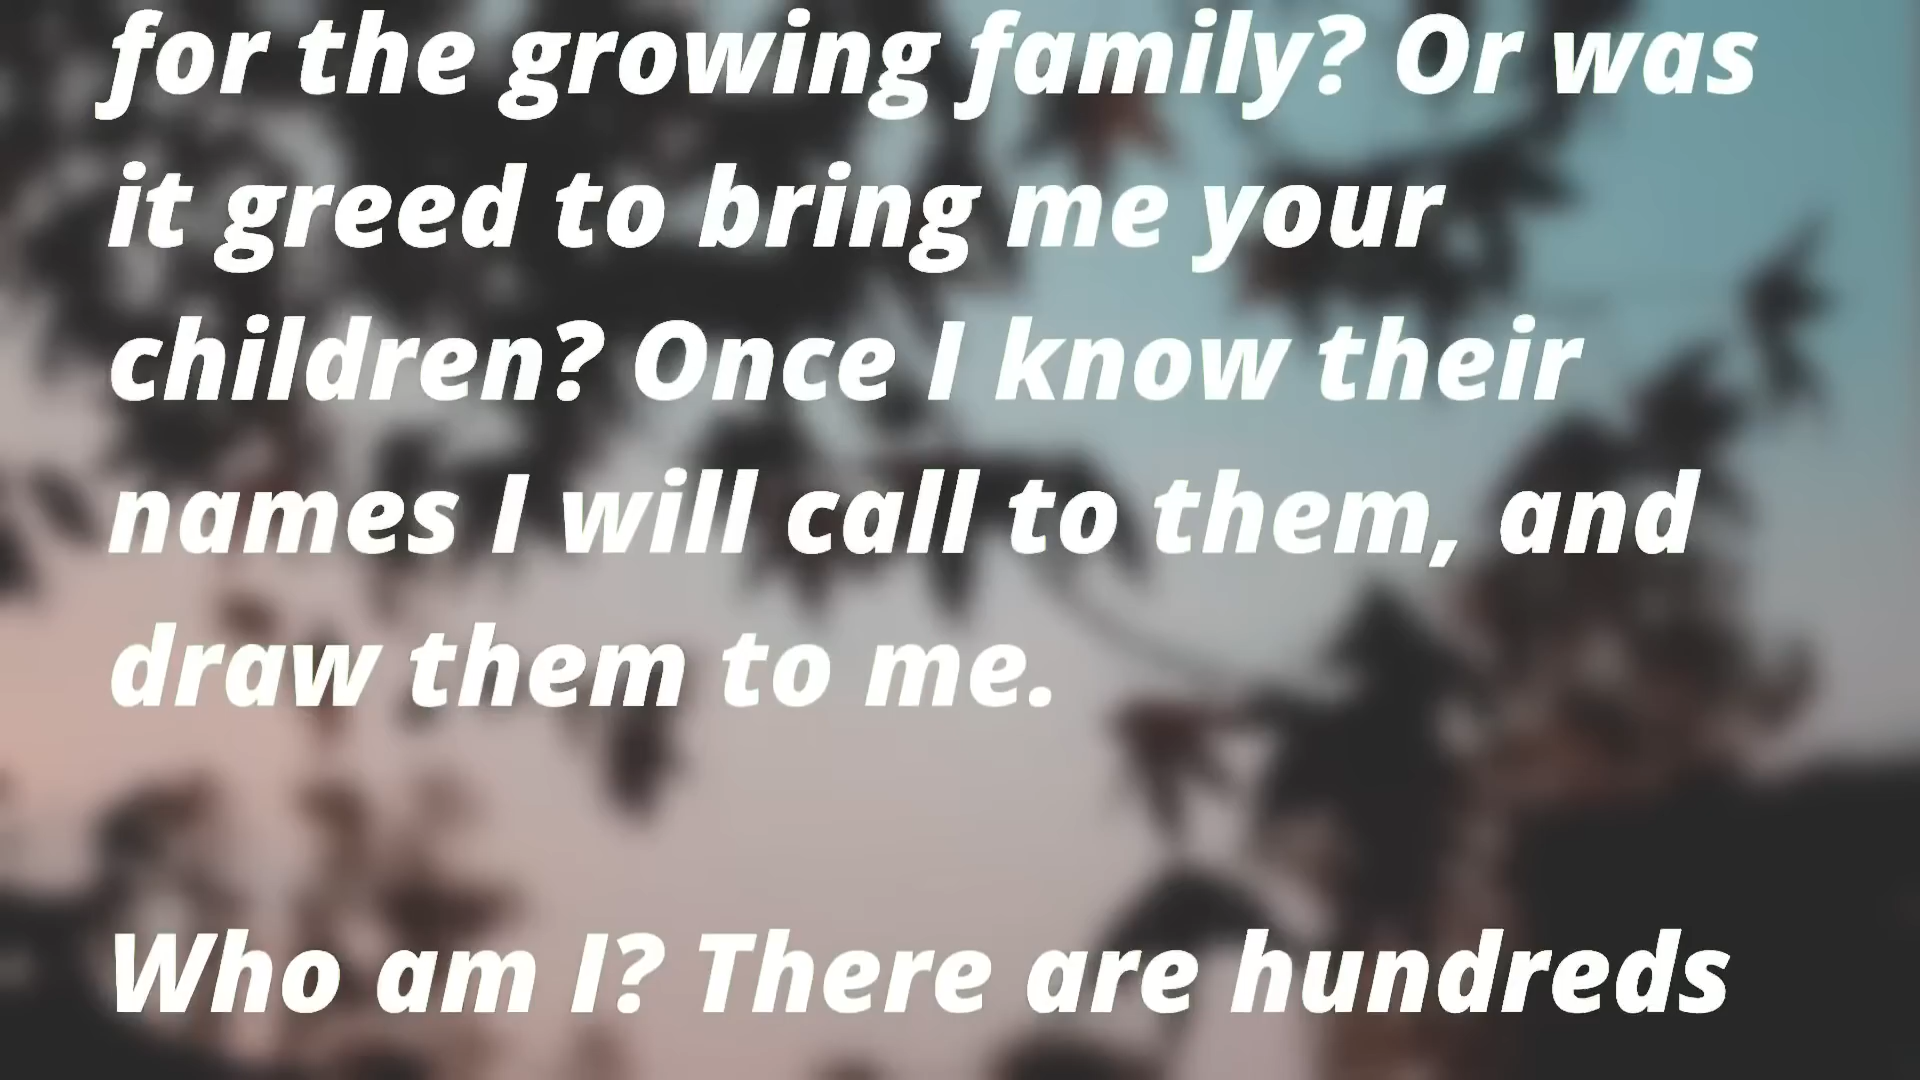 for the growing family? Or was
it greed to bring me your
children? Once I know their
names I will call to them, and
draw them to me.
Who am I? There are hundreds